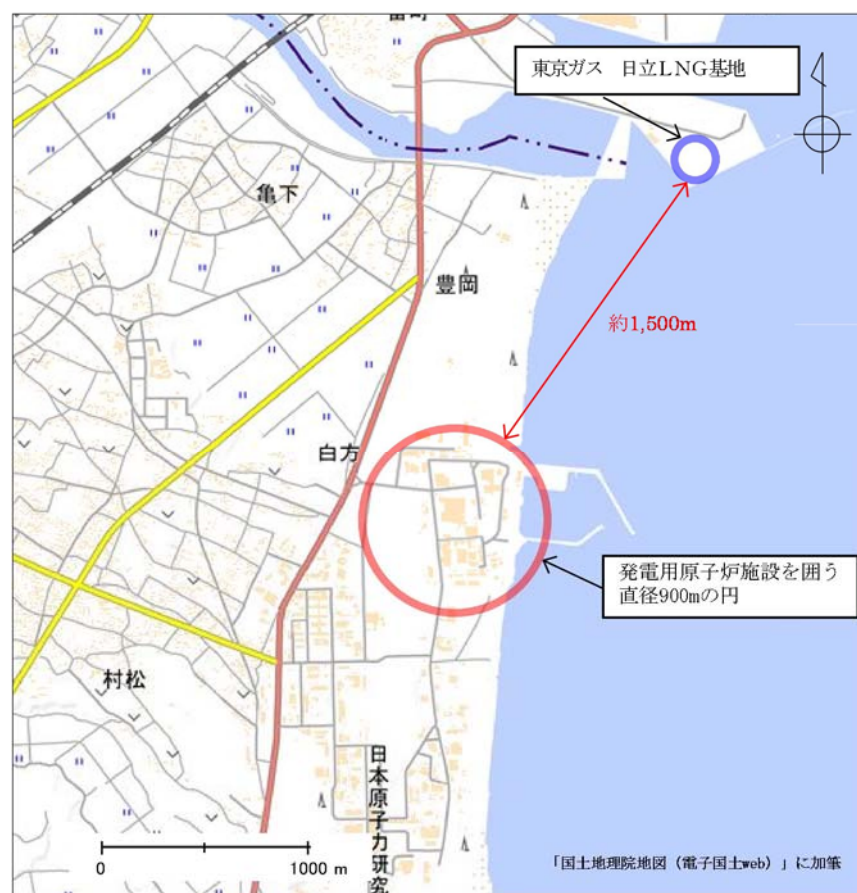 東京ガス 日立LNG基地
亀下
豊岡
約1,500m
白方
発電用原子炉施設を囲う
直径900mの円
村松
日本原子力研究
0 1000 m
「国土地理院地図（電子国土web）」に加筆